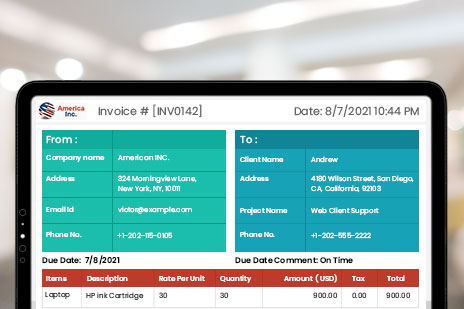 America
Inc.
Invoice # [INV0142]
Date: 8/7/2021 10:44 PM
From :
Company name American INC.
Address 324 Morningview Lane,
New York, NY, 10011
Email Id victor@example.com
Phone No. +1-202-115-0105
To :
Client Name Andrew
Address 4180 Wilson Street, San Diego,
CA, California, 92103
Project Name Web Client Support
Phone No. +1-202-555-2222
Due Date: 7/8/2021
Due Date Comment: On Time
Items Description Rate Per Unit Quantity Amount ( USD) Tax Total
Laptop HP ink Cartridge 30 30 900.00 0.00 900.00